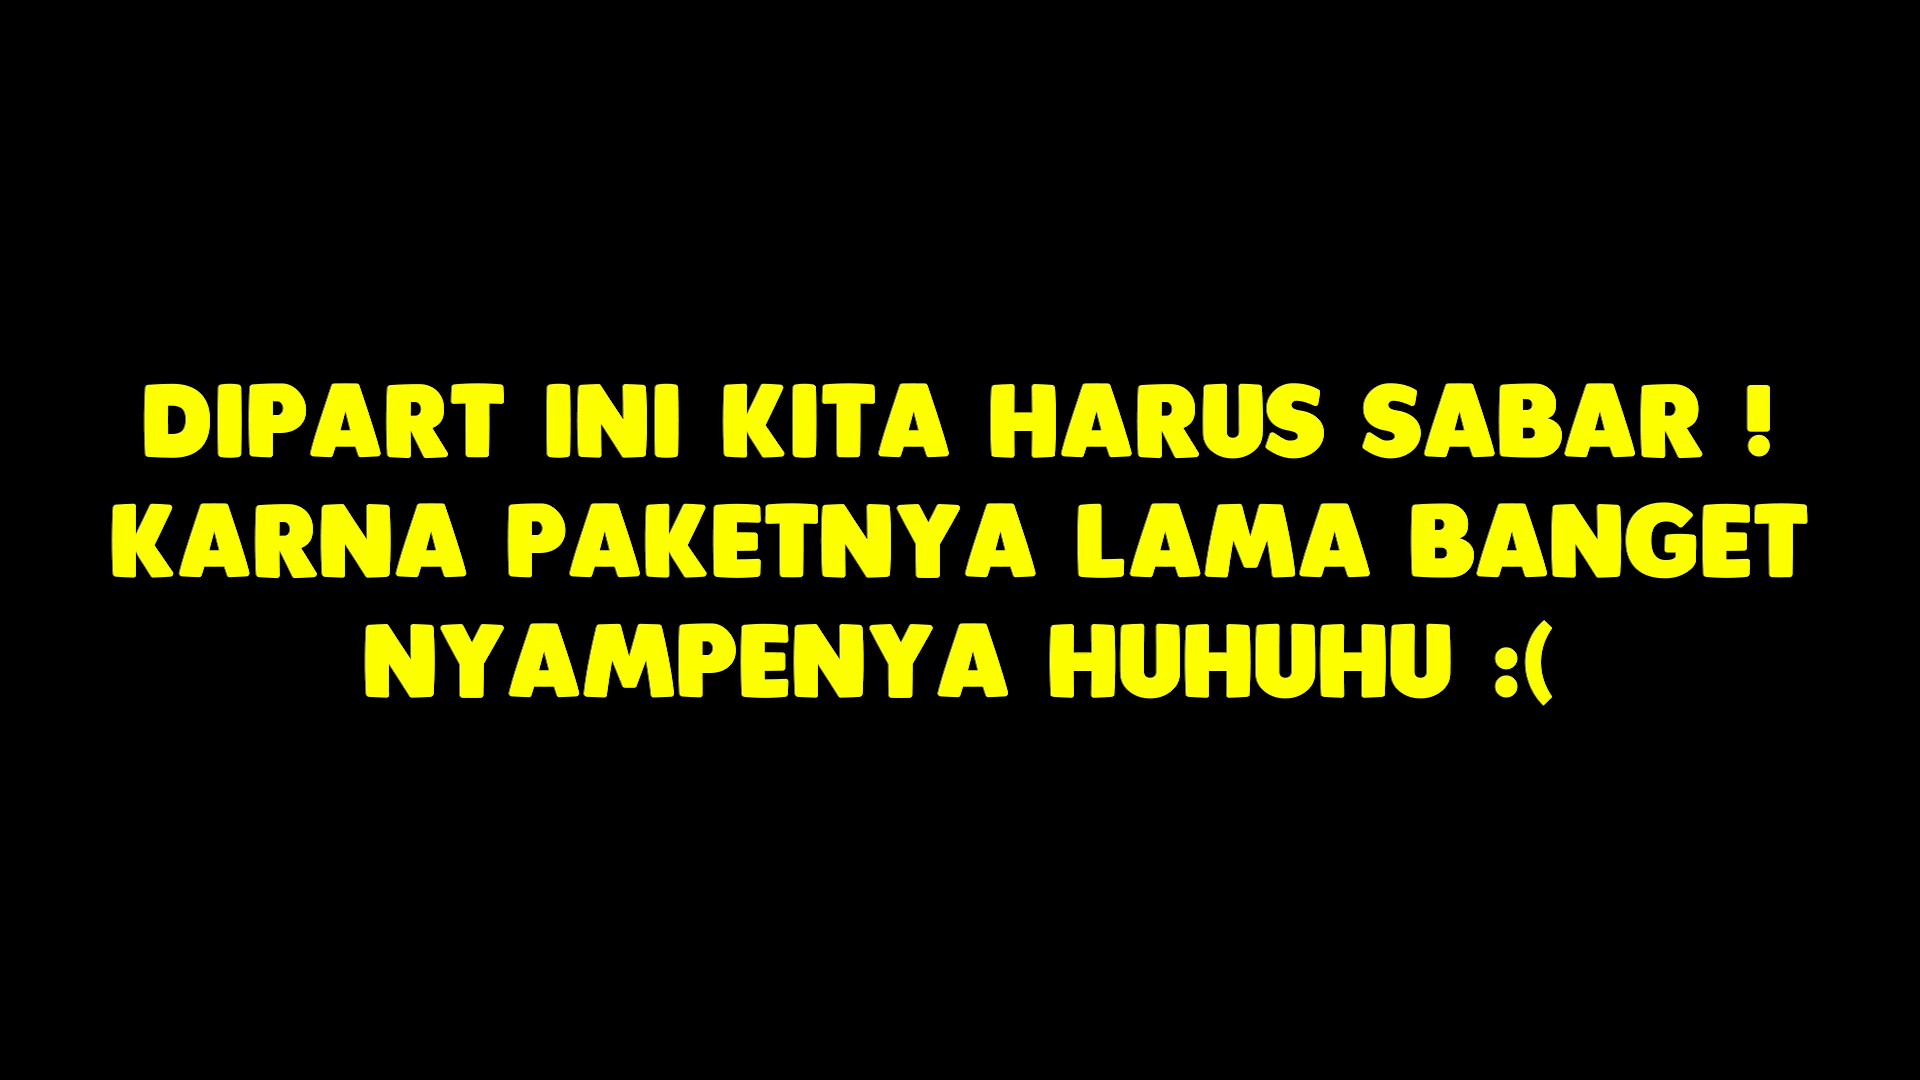 DIPART INI KITA HARUS SABAR !
KARNA PAKETNYA LAMA BANGET
NYAMPENYA HUHUHU :(